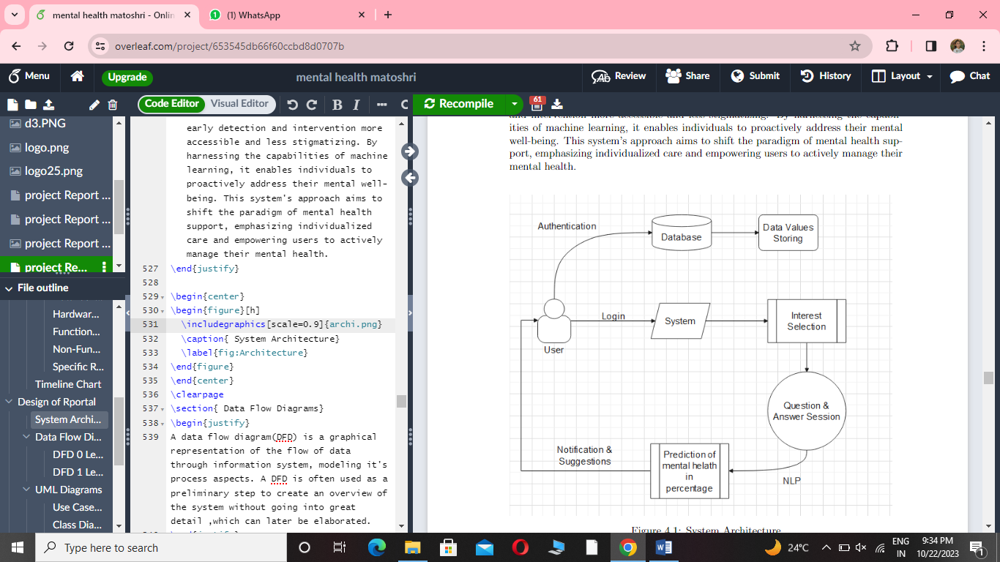 mental health matoshri - Onlin
(1) WhatsApp
overleaf.com/project/653545db66f60ccbd8d0707b
Menu
Upgrade
mental health matoshri
Review
Share
Submit
History
Layout
Chat
Code Editor
Visual Editor
B
I
Recompile
61
d3.PNG
logo.png
logo25.png
project Report ...
project Report ...
project Report ...
project Re...
File outline
Hardwar...
Function...
Non-Fun...
Specific R...
Timeline Chart
Design of Rportal
System Archi...
Data Flow Di...
DFD 0 Le...
DFD 1 Le...
UML Diagrams
Use Case...
Class Dia...
early detection and intervention more
accessible and less stigmatizing. By
harnessing the capabilities of machine
learning, it enables individuals to
proactively address their mental well-
being. This system's approach aims to
shift the paradigm of mental health
support, emphasizing individualized
care and empowering users to actively
manage their mental health.
527 \end{justify}
528
529 \begin{center}
530 \begin{figure}[h]
531 \includegraphics[scale=0.9]{archi.png}
532 \caption{ System Architecture}
533 \label{fig:Architecture}
534 \end{figure}
535 \end{center}
536 \clearpage
537 \section{ Data Flow Diagrams}
538 \begin{justify}
539 A data flow diagram(DFD) is a graphical
representation of the flow of data
through information system, modeling it's
process aspects. A DFD is often used as a
preliminary step to create an overview of
the system without going into great
detail ,which can later be elaborated.
and intervention more accessible and less stigmatizing. By harnessing the capabil-
ities of machine learning, it enables individuals to proactively address their mental
well-being. This system's approach aims to shift the paradigm of mental health sup-
port, emphasizing individualized care and empowering users to actively manage their
mental health.
Authentication
Database
Data Values
Storing
User
Login
System
Interest
Selection
Question &
Answer Session
NLP
Prediction of
mental helath
in
percentage
Notification &
Suggestions
Figure 4.1: System Architecture
Type here to search
24°C
ENG
IN
9:34 PM
10/22/2023
1